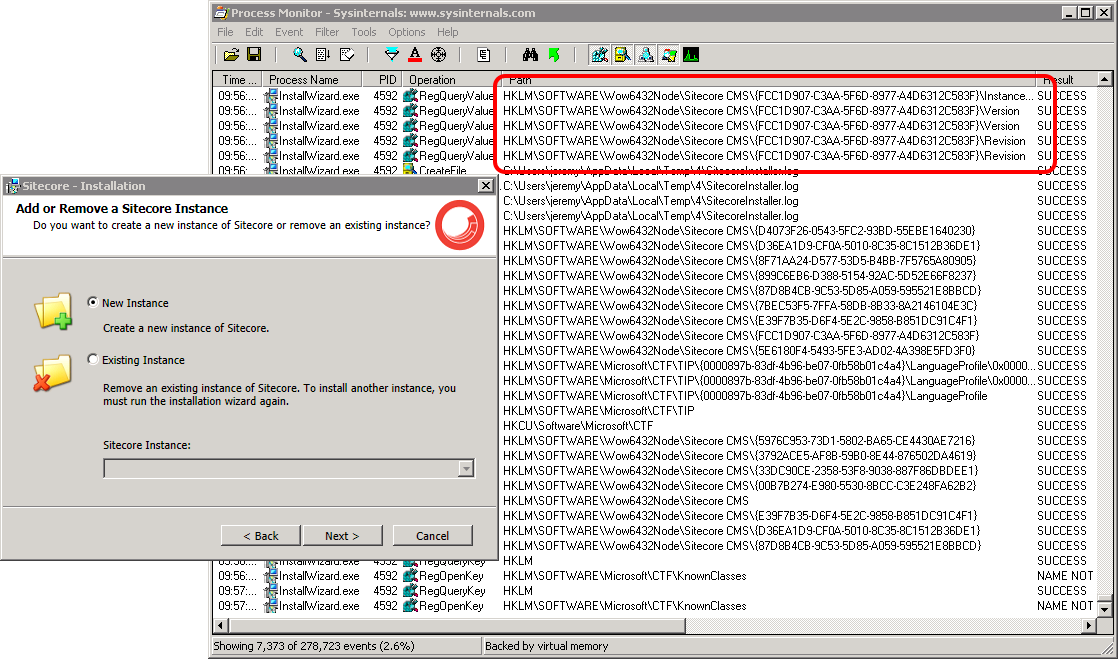 Process Monitor - Sysinternals: www.sysinternals.com
File Edit Event Filter Tools Options Help
Time ... Process Name PID Operation Path Result
09:56:... InstallWizard.exe 4592 RegQueryValue HKLM\SOFTWARE\Wow6432Node\Sitecore CMS\{FCC1D907-C3AA-5F6D-8977-A4D6312C583F}\Instance... SUCCESS
09:56:... InstallWizard.exe 4592 RegQueryValue HKLM\SOFTWARE\Wow6432Node\Sitecore CMS\{FCC1D907-C3AA-5F6D-8977-A4D6312C583F}\Version SUCCESS
09:56:... InstallWizard.exe 4592 RegQueryValue HKLM\SOFTWARE\Wow6432Node\Sitecore CMS\{FCC1D907-C3AA-5F6D-8977-A4D6312C583F}\Version SUCCESS
09:56:... InstallWizard.exe 4592 RegQueryValue HKLM\SOFTWARE\Wow6432Node\Sitecore CMS\{FCC1D907-C3AA-5F6D-8977-A4D6312C583F}\Revision SUCCESS
09:56:... InstallWizard.exe 4592 RegQueryValue HKLM\SOFTWARE\Wow6432Node\Sitecore CMS\{FCC1D907-C3AA-5F6D-8977-A4D6312C583F}\Revision SUCCESS
09:56:... InstallWizard.exe 4592 CreateFile C:\Users\jeremy\AppData\Local\Temp\4\SitecoreInstaller.log SUCCESS
C:\Users\jeremy\AppData\Local\Temp\4\SitecoreInstaller.log SUCCESS
C:\Users\jeremy\AppData\Local\Temp\4\SitecoreInstaller.log SUCCESS
C:\Users\jeremy\AppData\Local\Temp\4\SitecoreInstaller.log SUCCESS
HKLM\SOFTWARE\Wow6432Node\Sitecore CMS\{D4073F26-0543-5FC2-93BD-55EBE1640230} SUCCESS
HKLM\SOFTWARE\Wow6432Node\Sitecore CMS\{D36EA1D9-CF0A-5010-8C35-8C1512B36DE1} SUCCESS
HKLM\SOFTWARE\Wow6432Node\Sitecore CMS\{8F71AA24-D577-53D5-B4BB-7F5765A80905} SUCCESS
HKLM\SOFTWARE\Wow6432Node\Sitecore CMS\{899C6EB6-D388-5154-92AC-5D52E66F8237} SUCCESS
HKLM\SOFTWARE\Wow6432Node\Sitecore CMS\{87D8B4CB-9C53-5D85-A059-595521E8BBCD} SUCCESS
HKLM\SOFTWARE\Wow6432Node\Sitecore CMS\{7BEC53F5-7FFA-58DB-8B33-8A2146104E3C} SUCCESS
HKLM\SOFTWARE\Wow6432Node\Sitecore CMS\{E39F7B35-D6F4-5E2C-9858-B851DC91C4F1} SUCCESS
HKLM\SOFTWARE\Wow6432Node\Sitecore CMS\{FCC1D907-C3AA-5F6D-8977-A4D6312C583F} SUCCESS
HKLM\SOFTWARE\Wow6432Node\Sitecore CMS\{5E6180F4-5493-5FE3-AD02-4A398E5FD3F0} SUCCESS
HKLM\SOFTWARE\Microsoft\CTF\TIP\{0000897b-83df-4b96-be07-0fb58b01c4a4}\LanguageProfile\0x0000... SUCCESS
HKLM\SOFTWARE\Microsoft\CTF\TIP\{0000897b-83df-4b96-be07-0fb58b01c4a4}\LanguageProfile\0x0000... SUCCESS
HKLM\SOFTWARE\Microsoft\CTF\TIP\{0000897b-83df-4b96-be07-0fb58b01c4a4}\LanguageProfile SUCCESS
HKLM\SOFTWARE\Microsoft\CTF\TIP SUCCESS
HKCU\Software\Microsoft\CTF SUCCESS
HKLM\SOFTWARE\Wow6432Node\Sitecore CMS\{5976C953-73D1-5802-BA65-CE4430AE7216} SUCCESS
HKLM\SOFTWARE\Wow6432Node\Sitecore CMS\{3792ACE5-AF8B-59B0-8E44-876502DA4619} SUCCESS
HKLM\SOFTWARE\Wow6432Node\Sitecore CMS\{33DC90CE-2358-53F8-9038-887F86DBDEE1} SUCCESS
HKLM\SOFTWARE\Wow6432Node\Sitecore CMS\{00B7B274-E980-5530-8BCC-C3E248FA62B2} SUCCESS
HKLM\SOFTWARE\Wow6432Node\Sitecore CMS SUCCESS
HKLM\SOFTWARE\Wow6432Node\Sitecore CMS\{E39F7B35-D6F4-5E2C-9858-B851DC91C4F1} SUCCESS
HKLM\SOFTWARE\Wow6432Node\Sitecore CMS\{D36EA1D9-CF0A-5010-8C35-8C1512B36DE1} SUCCESS
HKLM\SOFTWARE\Wow6432Node\Sitecore CMS\{87D8B4CB-9C53-5D85-A059-595521E8BBCD} SUCCESS
09:56:... InstallWizard.exe 4592 RegQueryKey HKLM SUCCESS
09:56:... InstallWizard.exe 4592 RegOpenKey HKLM\SOFTWARE\Microsoft\CTF\KnownClasses NAME NOT
09:57:... InstallWizard.exe 4592 RegQueryKey HKLM SUCCESS
09:57:... InstallWizard.exe 4592 RegOpenKey HKLM\SOFTWARE\Microsoft\CTF\KnownClasses NAME NOT
Showing 7,373 of 278,723 events (2.6%) Backed by virtual memory
Sitecore - Installation
Add or Remove a Sitecore Instance
Do you want to create a new instance of Sitecore or remove an existing instance?
New Instance
Create a new instance of Sitecore.
Existing Instance
Remove an existing instance of Sitecore. To install another instance, you
must run the installation wizard again.
Sitecore Instance:
< Back Next > Cancel